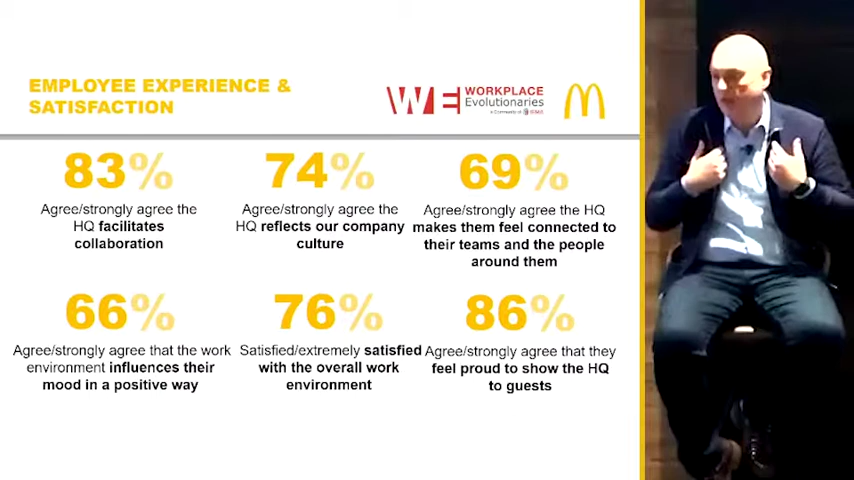 EMPLOYEE EXPERIENCE &
SATISFACTION
WE
WORKPLACE
Evolutionaries
83%
Agree/strongly agree the
HQ facilitates
collaboration
74%
Agree/strongly agree the
HQ reflects our company
culture
69%
Agree/strongly agree the HQ
makes them feel connected to
their teams and the people
around them
66%
Agree/strongly agree that the work
environment influences their
mood in a positive way
76%
Satisfied/extremely satisfied
with the overall work
environment
86%
Agree/strongly agree that they
feel proud to show the HQ
to guests